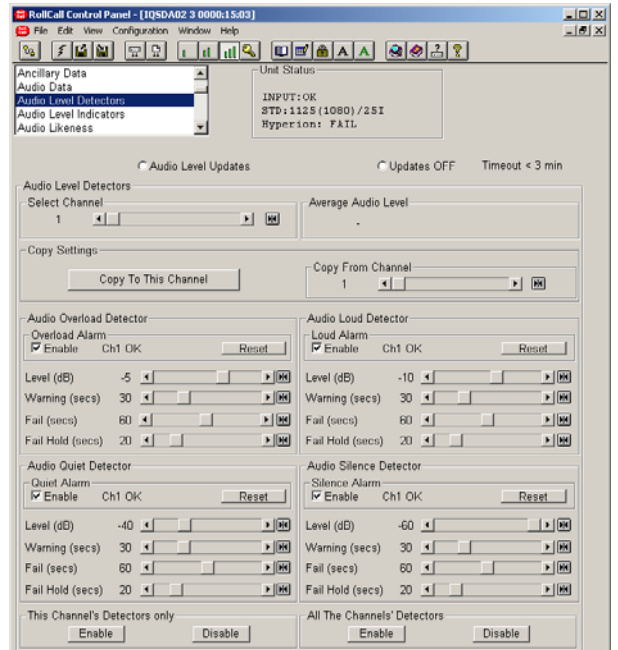 RollCall Control Panel - [IQSDA02 3 0000:15:03]
File Edit View Configuration Window Help
Ancillary Data
Audio Data
Audio Level Detectors
Audio Level Indicators
Audio Likeness
Unit Status
INPUT:OK
STD:1125(1080)/25I
Hyperion: FAIL
Audio Level Updates Updates OFF Timeout < 3 min
Audio Level Detectors
Select Channel
1
Average Audio Level
-
Copy Settings
Copy To This Channel
Copy From Channel
1
Audio Overload Detector
Overload Alarm
Enable Ch1 OK Reset
Level (dB) -5
Warning (secs) 30
Fail (secs) 60
Fail Hold (secs) 20
Audio Loud Detector
Loud Alarm
Enable Ch1 OK Reset
Level (dB) -10
Warning (secs) 30
Fail (secs) 60
Fail Hold (secs) 20
Audio Quiet Detector
Quiet Alarm
Enable Ch1 OK Reset
Level (dB) -40
Warning (secs) 30
Fail (secs) 60
Fail Hold (secs) 20
Audio Silence Detector
Silence Alarm
Enable Ch1 OK Reset
Level (dB) -60
Warning (secs) 30
Fail (secs) 60
Fail Hold (secs) 20
This Channel's Detectors only
Enable Disable
All The Channels' Detectors
Enable Disable